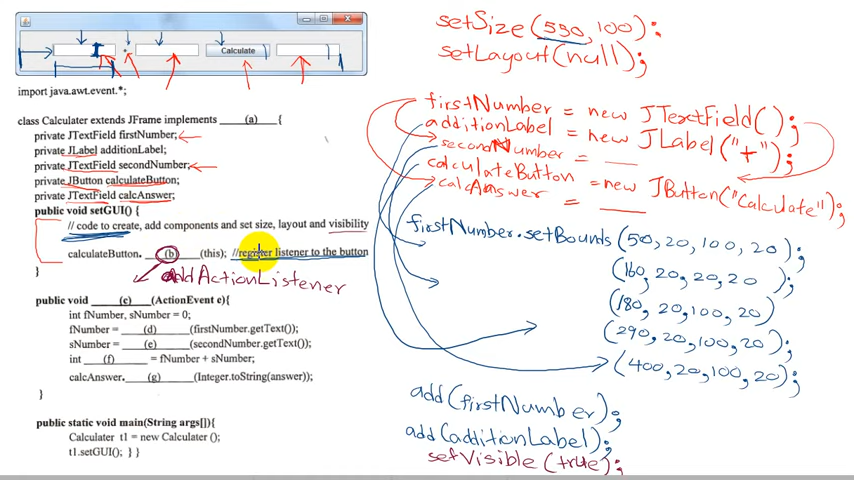 +
Calculate
import java.awt.event.*;
class Calculater extends JFrame implements ____(a)____ {
private JTextField firstNumber;
private JLabel additionLabel;
private JTextField secondNumber;
private JButton calculateButton;
private JTextField calcAnswer;
public void setGUI() {
// code to create, add components and set size, layout and visibility
calculateButton. ____(b)____ (this); //register listener to the button
}
addActionListener
public void ____(c)____ (ActionEvent e){
int fNumber, sNumber = 0;
fNumber = ____(d)____ (firstNumber.getText());
sNumber = ____(e)____ (secondNumber.getText());
int ____(f)____ = fNumber + sNumber;
calcAnswer. ____(g)____ (Integer.toString(answer));
}
public static void main(String args[]){
Calculater t1 = new Calculater ();
t1.setGUI(); } }
setSize(550,100);
setLayout(null);
firstNumber = new JTextField();
additionLabel = new JLabel("+");
secondNumber = ____
calculateButton = new JButton("Calculate");
calcAnswer = ____
firstNumber.setBounds (50,20,100,20);
(160,20,20,20);
(180,20,100,20)
(290,20,100,20);
(400,20,100,20);
add(firstNumber);
add(additionLabel);
setVisible(true);